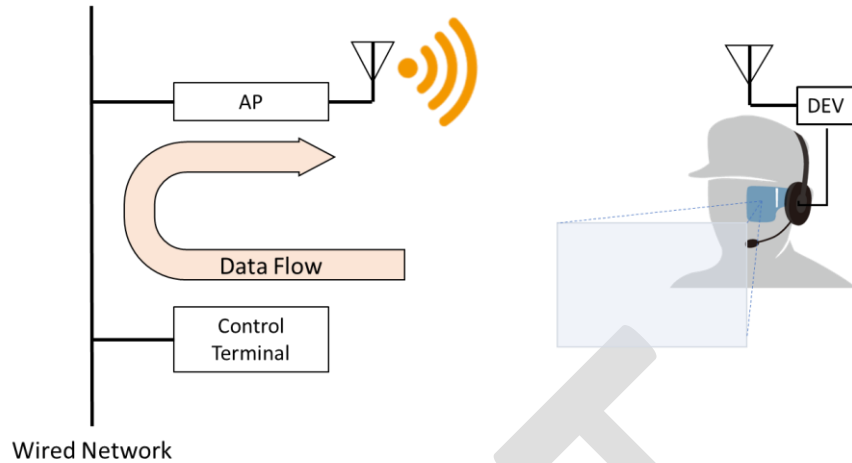 AP
DEV
Data Flow
Control
Terminal
Wired Network